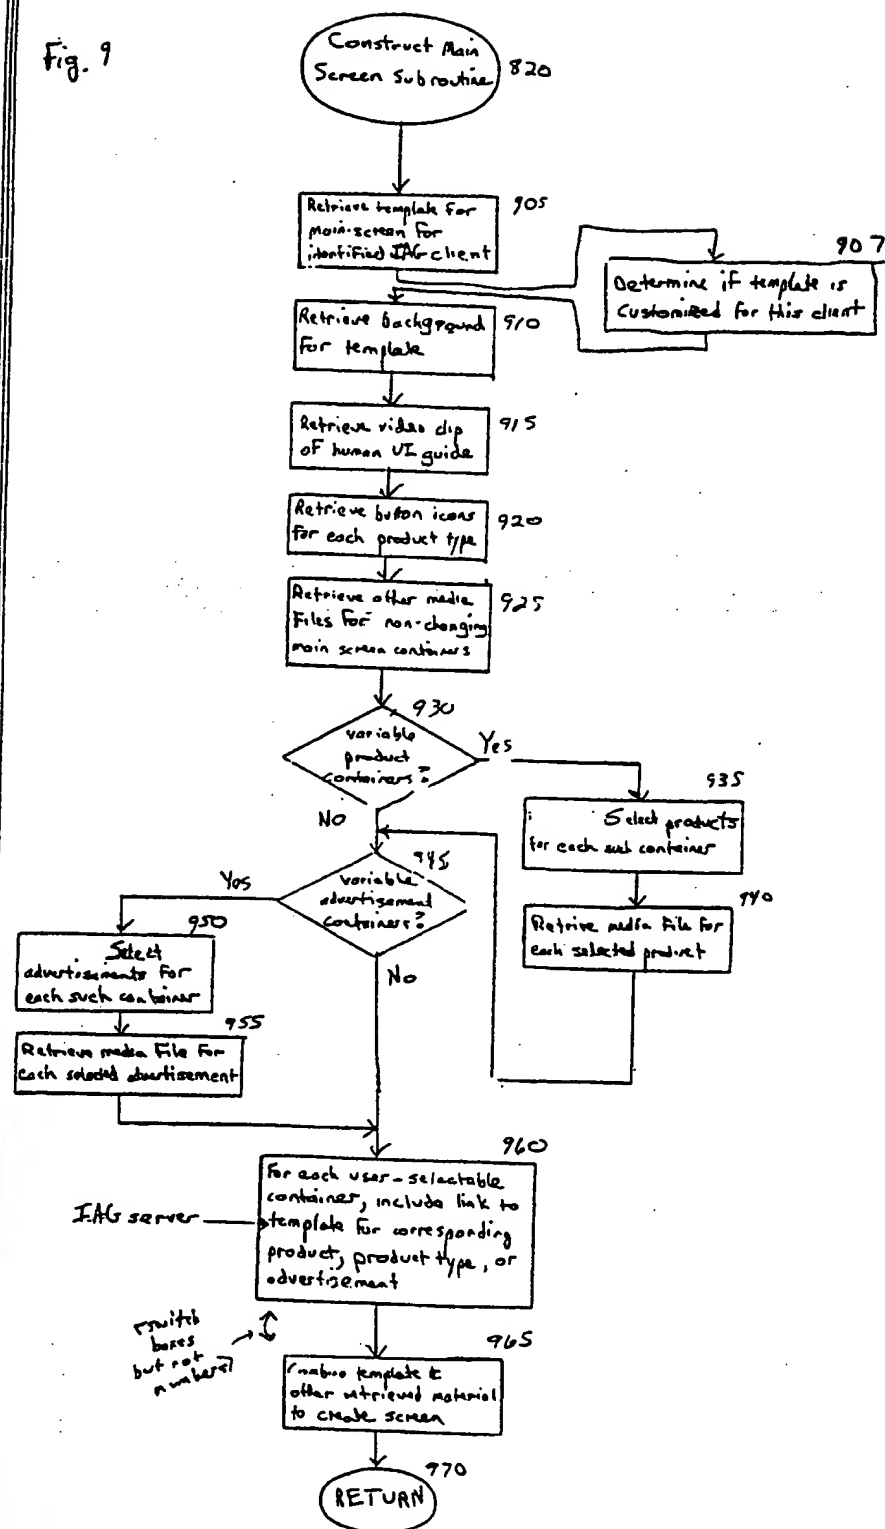 Fig. 9
Construct Main
Screen Subroutine
820
Retrieve template for
main-screen for
identified IAG client
905
907
Determine if template is
customized for this client
Retrieve background
for template
910
Retrieve video clip
of human UI guide
915
Retrieve button icons
for each product type
920
Retrieve other media
files for non-changing
main screen containers
925
930
variable
product
containers?
Yes
No
935
Select products
for each such container
940
Retrive media file for
each selected product
945
variable
advertisement
containers?
Yes
No
950
Select
advertisements for
each such container
955
Retrieve media file for
each selected advertisement
960
For each user-selectable
container, include link to
template for corresponding
product, product type, or
advertisement
IAG server
switch
boxes
but not
numbers
965
Combine template &
other retrieved material
to create screen
970
RETURN